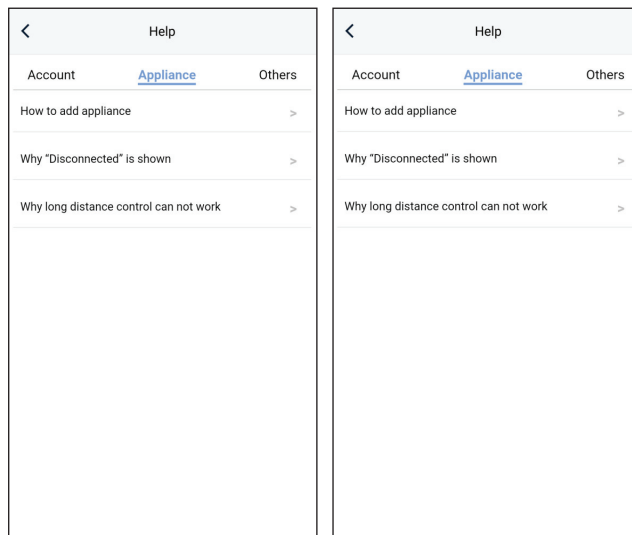 Help
Account Appliance Others
How to add appliance >
Why “Disconnected” is shown >
Why long distance control can not work >
Help
Account Appliance Others
How to add appliance >
Why “Disconnected” is shown >
Why long distance control can not work >